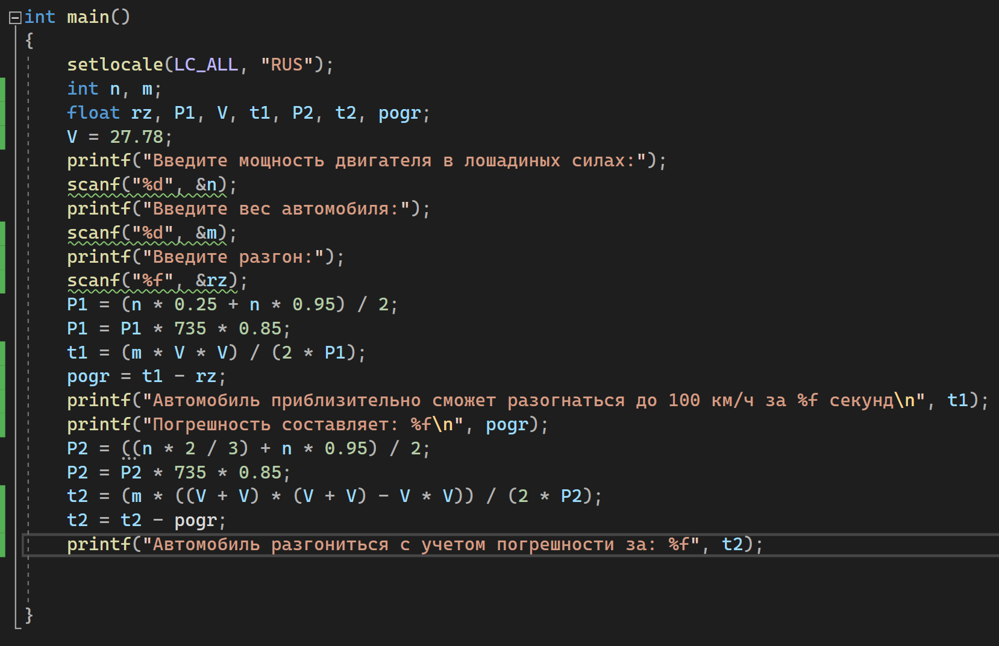 int main()
{
setlocale(LC_ALL, "RUS");
int n, m;
float rz, P1, V, t1, P2, t2, pogr;
V = 27.78;
printf("Введите мощность двигателя в лошадиных силах:");
scanf("%d", &n);
printf("Введите вес автомобиля:");
scanf("%d", &m);
printf("Введите разгон:");
scanf("%f", &rz);
P1 = (n * 0.25 + n * 0.95) / 2;
P1 = P1 * 735 * 0.85;
t1 = (m * V * V) / (2 * P1);
pogr = t1 - rz;
printf("Автомобиль приблизительно сможет разогнаться до 100 км/ч за %f секунд\n", t1);
printf("Погрешность составляет: %f\n", pogr);
P2 = ((n * 2 / 3) + n * 0.95) / 2;
P2 = P2 * 735 * 0.85;
t2 = (m * ((V + V) * (V + V) - V * V)) / (2 * P2);
t2 = t2 - pogr;
printf("Автомобиль разгониться с учетом погрешности за: %f", t2);
}